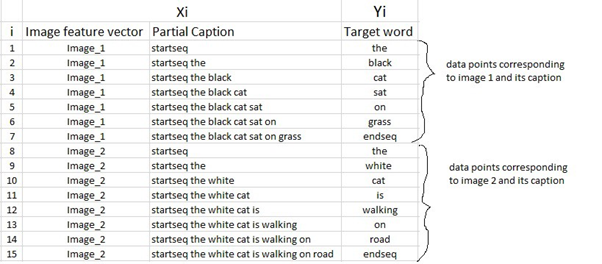 Xi Yi
i Image feature vector Partial Caption Target word
1 Image_1 startseq the
2 Image_1 startseq the black
3 Image_1 startseq the black cat
4 Image_1 startseq the black cat sat
5 Image_1 startseq the black cat sat on
6 Image_1 startseq the black cat sat on grass
7 Image_1 startseq the black cat sat on grass endseq
data points corresponding
to image 1 and its caption
8 Image_2 startseq the
9 Image_2 startseq the white
10 Image_2 startseq the white cat
11 Image_2 startseq the white cat is
12 Image_2 startseq the white cat is walking
13 Image_2 startseq the white cat is walking on
14 Image_2 startseq the white cat is walking on road
15 Image_2 startseq the white cat is walking on road endseq
data points corresponding
to image 2 and its caption